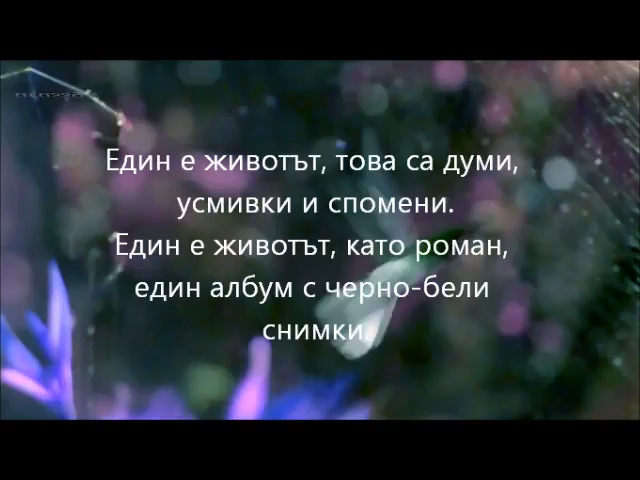 Един е животът, това са думи,
усмивки и спомени.
Един е животът, като роман,
един албум с черно-бели
снимки.